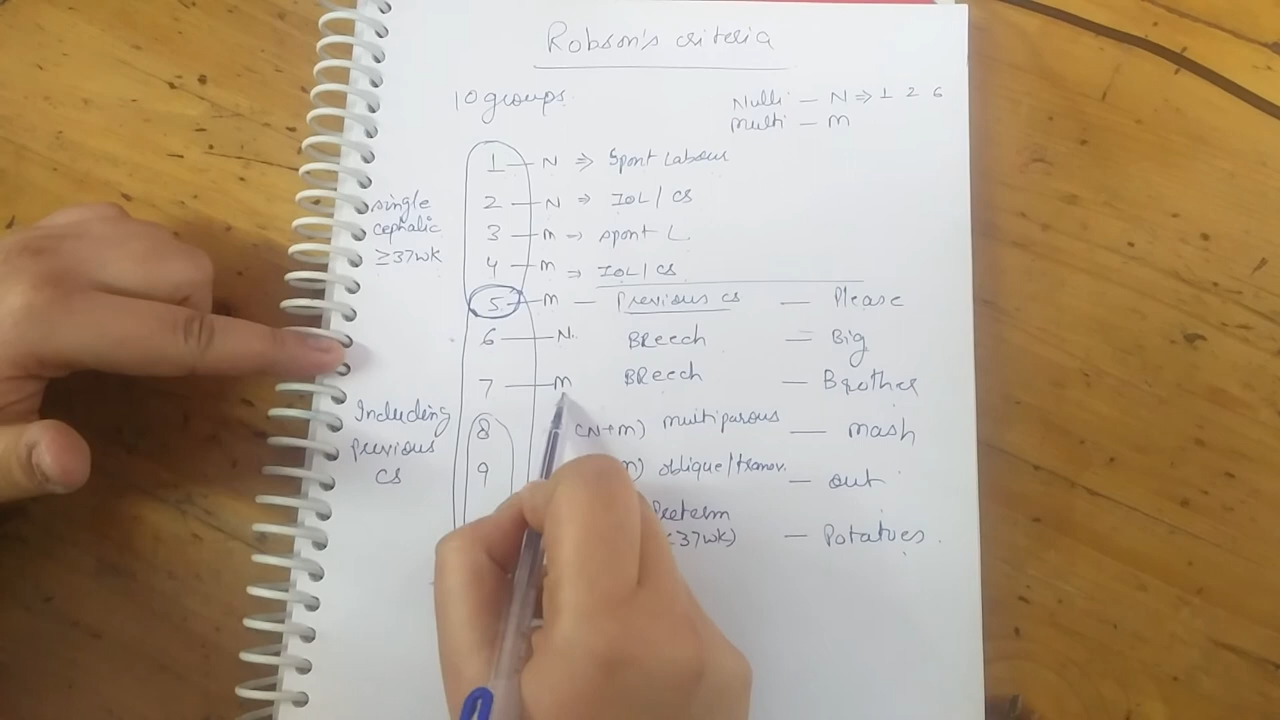 Robson's criteria
10 groups.
Nulli — N ⇒ 1 2 6
Multi — m
1 — N ⇒ Spont Labour
2 — N ⇒ IOL / CS
3 — m ⇒ spont L.
4 — m ⇒ IOL / CS
single
cephalic
≥37wk
5 — m — Previous cs — Please
6 — N. BReech = Big
7 — m BReech — Brother
8 (N+m) multiparous — mash
9 m) oblique/transv. — out
Preterm
<37wk) — Potatoes.
Including
previous
cs